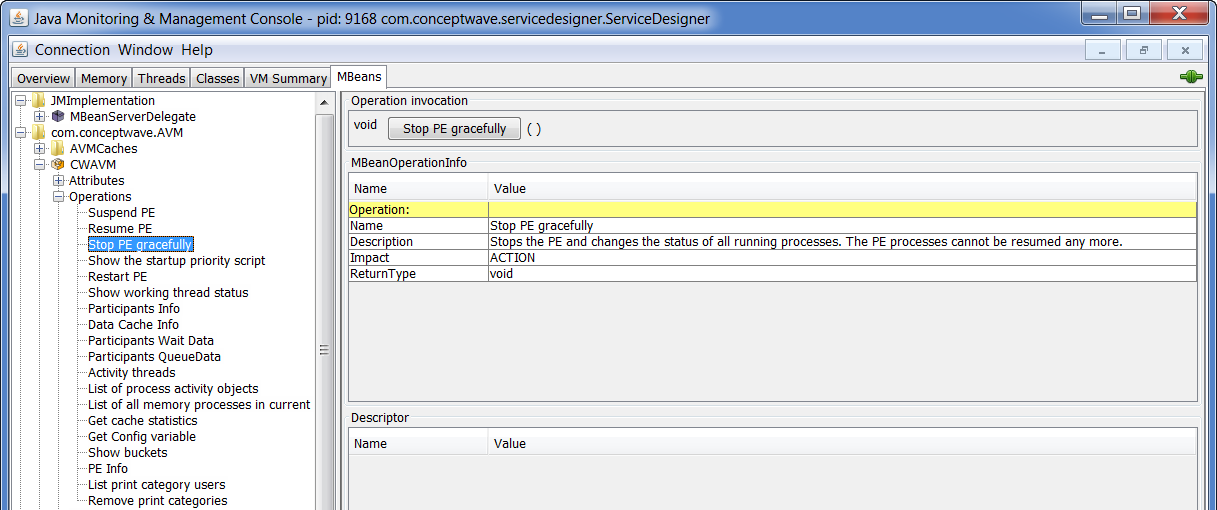 Java Monitoring & Management Console - pid: 9168 com.conceptwave.servicedesigner.ServiceDesigner
Connection Window Help
Overview Memory Threads Classes VM Summary MBeans
JMImplementation
MBeanServerDelegate
com.conceptwave.AVM
AVMCaches
CWAVM
Attributes
Operations
Suspend PE
Resume PE
Stop PE gracefully
Show the startup priority script
Restart PE
Show working thread status
Participants Info
Data Cache Info
Participants Wait Data
Participants QueueData
Activity threads
List of process activity objects
List of all memory processes in current
Get cache statistics
Get Config variable
Show buckets
PE Info
List print category users
Remove print categories
Operation invocation
void Stop PE gracefully ( )
MBeanOperationInfo
Name Value
Operation:
Name Stop PE gracefully
Description Stops the PE and changes the status of all running processes. The PE processes cannot be resumed any more.
Impact ACTION
ReturnType void
Descriptor
Name Value